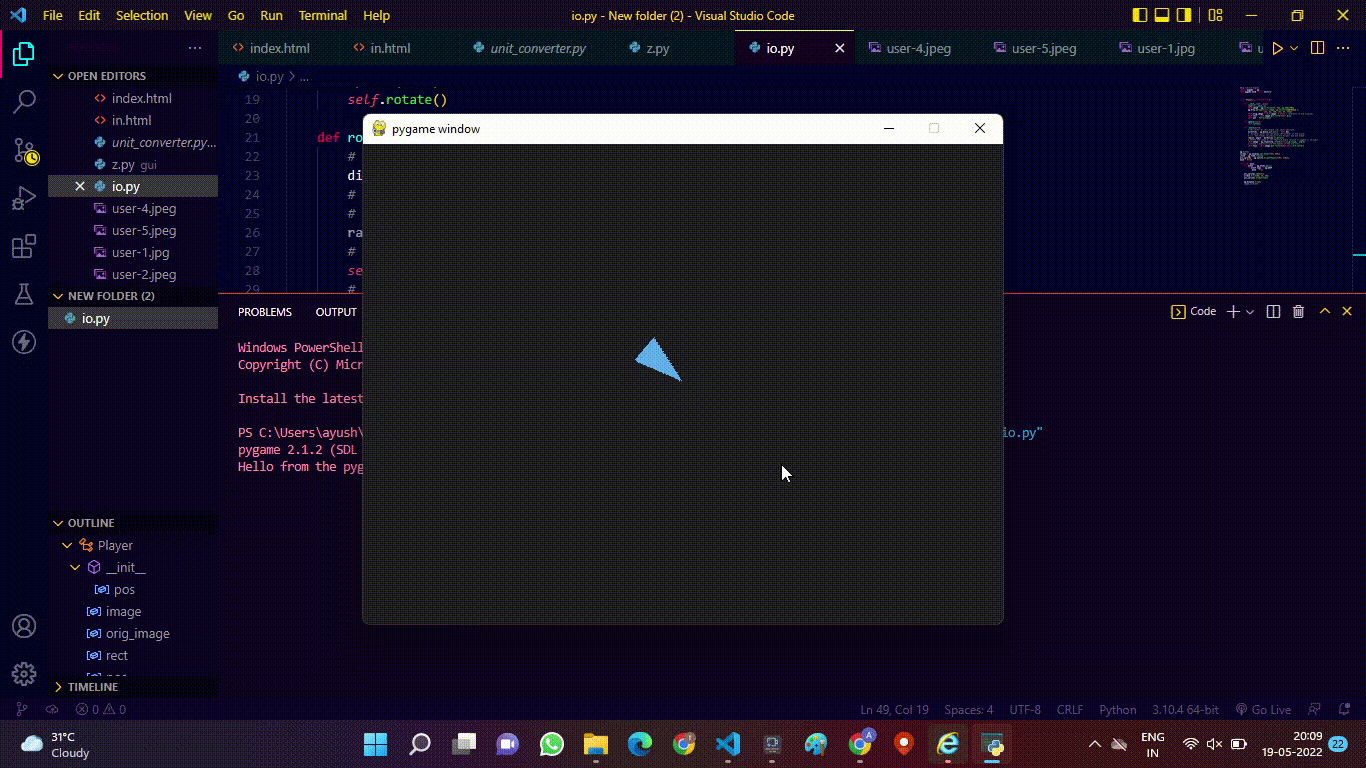 File Edit Selection View Go Run Terminal Help
io.py - New folder (2) - Visual Studio Code
index.html
in.html
unit_converter.py
z.py
io.py
user-4.jpeg
user-5.jpeg
user-1.jpg
OPEN EDITORS
index.html
in.html
unit_converter.py...
z.py gui
io.py
user-4.jpeg
user-5.jpeg
user-1.jpg
user-2.jpeg
NEW FOLDER (2)
io.py
OUTLINE
Player
__init__
pos
image
orig_image
rect
TIMELINE
io.py > ...
19 self.rotate()
20
21 def ro
22 #
23 di
24 #
25 #
26 ra
27 #
28 se
29 #
pygame window
PROBLEMS OUTPUT
Code
Windows PowerShell
Copyright (C) Micr
Install the latest
PS C:\Users\ayush\
io.py"
pygame 2.1.2 (SDL
Hello from the pyg
0 0
Ln 49, Col 19 Spaces: 4 UTF-8 CRLF Python 3.10.4 64-bit Go Live
31°C
Cloudy
A
ENG
IN
20:09
19-05-2022
22